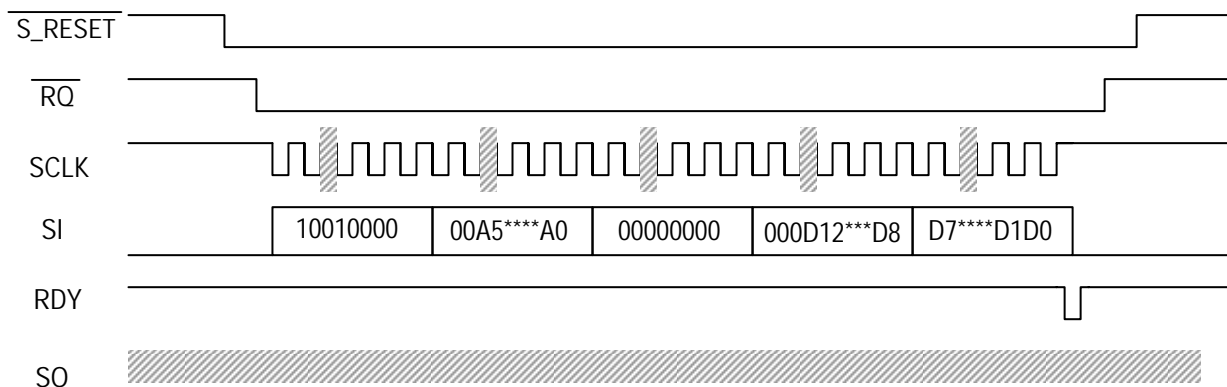 S_RESET
RQ
SCLK
SI 10010000 00A5****A0 00000000 000D12***D8 D7****D1D0
RDY
SO